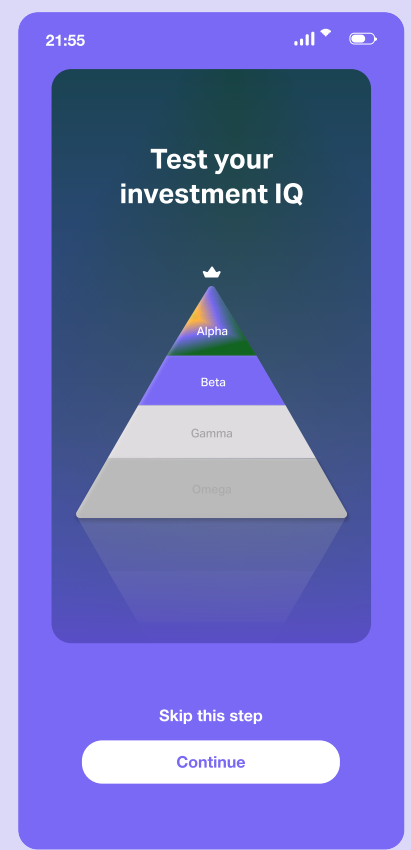 21:55
Test your
investment IQ
Alpha
Beta
Gamma
Omega
Skip this step
Continue